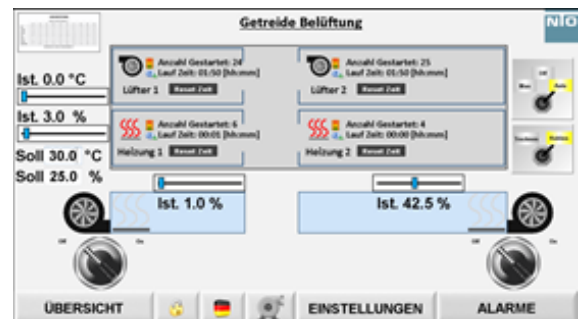 Getreide Belüftung
NIO
Anzahl Gestartet: 24
Lauf Zeit: 01:50 [hh:mm]
Lüfter 1 Reset Zeit
Anzahl Gestartet: 25
Lauf Zeit: 01:50 [hh:mm]
Lüfter 2 Reset Zeit
Ist. 0.0 °C
Off
Man Auto
Ist. 3.0 %
Anzahl Gestartet: 6
Lauf Zeit: 00:01 [hh:mm]
Heizung 1 Reset Zeit
Anzahl Gestartet: 4
Lauf Zeit: 00:00 [hh:mm]
Heizung 2 Reset Zeit
Soll 30.0 °C
Soll 25.0 %
Ist. 1.0 %
Ist. 42.5 %
Off On
Off On
ÜBERSICHT
EINSTELLUNGEN
ALARME